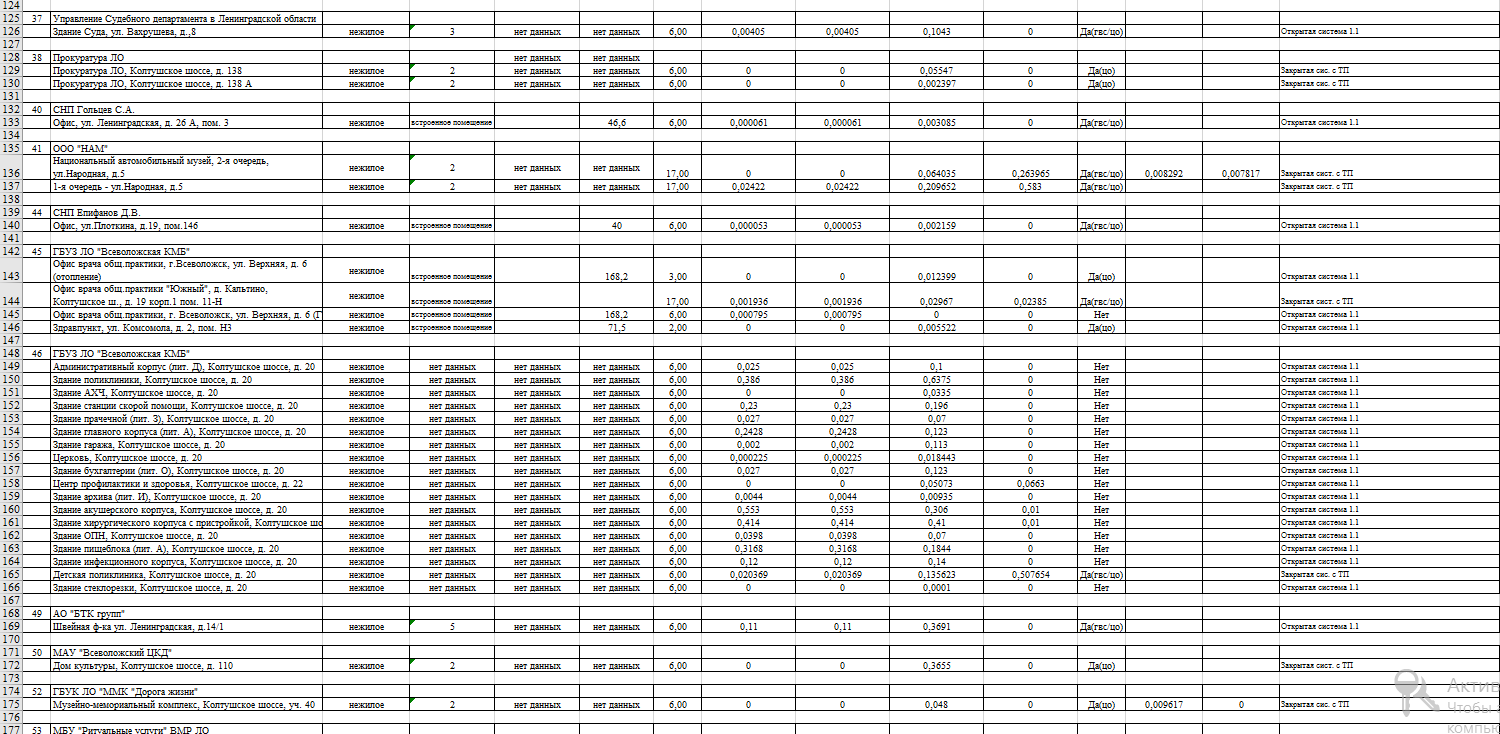 124
125 37 Управление Судебного департамента в Ленинградской области
126 Здание Суда, ул. Вахрушева, д.,8 нежилое 3 нет данных нет данных 6,00 0,00405 0,00405 0,1043 0 Да(гвс/цо) Открытая система 1.1
127
128 38 Прокуратура ЛО нет данных нет данных
129 Прокуратура ЛО, Колтушское шоссе, д. 138 нежилое 2 нет данных нет данных 6,00 0 0 0,05547 0 Да(цо) Закрытая сис. с ТП
130 Прокуратура ЛО, Колтушское шоссе, д. 138 А нежилое 2 нет данных нет данных 6,00 0 0 0,002397 0 Да(цо) Закрытая сис. с ТП
131
132 40 СНП Гольцев С.А.
133 Офис, ул. Ленинградская, д. 26 А, пом. 3 нежилое встроенное помещение 46,6 6,00 0,000061 0,000061 0,003085 0 Да(гвс/цо) Открытая система 1.1
134
135 41 ООО "НАМ"
Национальный автомобильный музей, 2-я очередь,
136 ул.Народная, д.5 нежилое 2 нет данных нет данных 17,00 0 0 0,064035 0,263965 Да(гвс/цо) 0,008292 0,007817 Закрытая сист. с ТП
137 1-я очередь - ул.Народная, д.5 нежилое 2 нет данных нет данных 17,00 0,02422 0,02422 0,209652 0,583 Да(гвс/цо) Закрытая сист. с ТП
138
139 44 СНП Епифанов Д.В.
140 Офис, ул.Плоткина, д.19, пом.146 нежилое встроенное помещение 40 6,00 0,000053 0,000053 0,002159 0 Да(гвс/цо) Открытая система 1.1
141
142 45 ГБУЗ ЛО "Всеволожская КМБ"
Офис врача общ.практики, г.Всеволожск, ул. Верхняя, д. 6
143 (отопление) нежилое встроенное помещение 168,2 3,00 0 0 0,012399 0 Да(цо) Открытая система 1.1
Офис врача общ.практики "Южный", д. Кальтино,
144 Колтушское ш., д. 19 корп.1 пом. 11-Н нежилое встроенное помещение 17,00 0,001936 0,001936 0,02967 0,02385 Да(гвс/цо) Закрытая сист. с ТП
145 Офис врача общ.практики, г. Всеволожск, ул. Верхняя, д. 6 (Г нежилое встроенное помещение 168,2 6,00 0,000795 0,000795 0 0 Нет Открытая система 1.1
146 Здравпункт, ул. Комсомола, д. 2, пом. Н3 нежилое встроенное помещение 71,5 2,00 0 0 0,005522 0 Да(цо) Открытая система 1.1
147
148 46 ГБУЗ ЛО "Всеволожская КМБ"
149 Административный корпус (лит. Д), Колтушское шоссе, д. 20 нежилое нет данных нет данных 6,00 0,025 0,025 0,1 0 Нет Открытая система 1.1
150 Здание поликлиники, Колтушское шоссе, д. 20 нежилое нет данных нет данных нет данных 6,00 0,386 0,386 0,6375 0 Нет Открытая система 1.1
151 Здание АХЧ, Колтушское шоссе, д. 20 нежилое нет данных нет данных нет данных 6,00 0 0 0,0335 0 Нет Открытая система 1.1
152 Здание станции скорой помощи, Колтушское шоссе, д. 20 нежилое нет данных нет данных нет данных 6,00 0,23 0,23 0,196 0 Нет Открытая система 1.1
153 Здание прачечной (лит. З), Колтушское шоссе, д. 20 нежилое нет данных нет данных нет данных 6,00 0,027 0,027 0,07 0 Нет Открытая система 1.1
154 Здание главного корпуса (лит. А), Колтушское шоссе, д. 20 нежилое нет данных нет данных нет данных 6,00 0,2428 0,2428 0,123 0 Нет Открытая система 1.1
155 Здание гаража, Колтушское шоссе, д. 20 нежилое нет данных нет данных нет данных 6,00 0,002 0,002 0,113 0 Нет Открытая система 1.1
156 Церковь, Колтушское шоссе, д. 20 нежилое нет данных нет данных нет данных 6,00 0,000225 0,000225 0,018443 0 Нет Открытая система 1.1
157 Здание бухгалтерии (лит. О), Колтушское шоссе, д. 20 нежилое нет данных нет данных нет данных 6,00 0,027 0,027 0,123 0 Нет Открытая система 1.1
158 Центр профилактики и здоровья, Колтушское шоссе, д. 22 нежилое нет данных нет данных нет данных 6,00 0 0 0,05073 0,0663 Нет Открытая система 1.1
159 Здание архива (лит. И), Колтушское шоссе, д. 20 нежилое нет данных нет данных нет данных 6,00 0,0044 0,0044 0,00935 0 Нет Открытая система 1.1
160 Здание акушерского корпуса, Колтушское шоссе, д. 20 нежилое нет данных нет данных нет данных 6,00 0,553 0,553 0,306 0,01 Нет Открытая система 1.1
161 Здание хирургического корпуса с пристройкой, Колтушское шо нежилое нет данных нет данных нет данных 6,00 0,414 0,414 0,41 0,01 Нет Открытая система 1.1
162 Здание ОПН, Колтушское шоссе, д. 20 нежилое нет данных нет данных нет данных 6,00 0,0398 0,0398 0,07 0 Нет Открытая система 1.1
163 Здание пищеблока (лит. А), Колтушское шоссе, д. 20 нежилое нет данных нет данных нет данных 6,00 0,3168 0,3168 0,1844 0 Нет Открытая система 1.1
164 Здание инфекционного корпуса, Колтушское шоссе, д. 20 нежилое нет данных нет данных нет данных 6,00 0,12 0,12 0,14 0 Нет Открытая система 1.1
165 Детская поликлиника, Колтушское шоссе, д. 20 нежилое нет данных нет данных нет данных 6,00 0,020369 0,020369 0,135623 0,507654 Да(гвс/цо) Закрытая сис. с ТП
166 Здание стеклорезки, Колтушское шоссе, д. 20 нежилое нет данных нет данных нет данных 6,00 0 0 0,0001 0 Нет Открытая система 1.1
167
168 49 АО "БТК групп"
169 Швейная ф-ка ул. Ленинградская, д.14/1 нежилое 5 нет данных нет данных 6,00 0,11 0,11 0,3691 0 Да(гвс/цо) Открытая система 1.1
170
171 50 МАУ "Всеволожский ЦКД"
172 Дом культуры, Колтушское шоссе, д. 110 нежилое 2 нет данных нет данных 6,00 0 0 0,3655 0 Да(цо) Закрытая сист. с ТП
173
174 52 ГБУК ЛО "ММК "Дорога жизни" Актив
175 Музейно-мемориальный комплекс, Колтушское шоссе, уч. 40 нежилое 2 нет данных нет данных 6,00 0 0 0,048 0 Да(цо) 0,009617 0 Закрытая сис. с ТП Чтобы
176
177 53 МБУ "Ритуальные услуги" ВМР ЛО компью